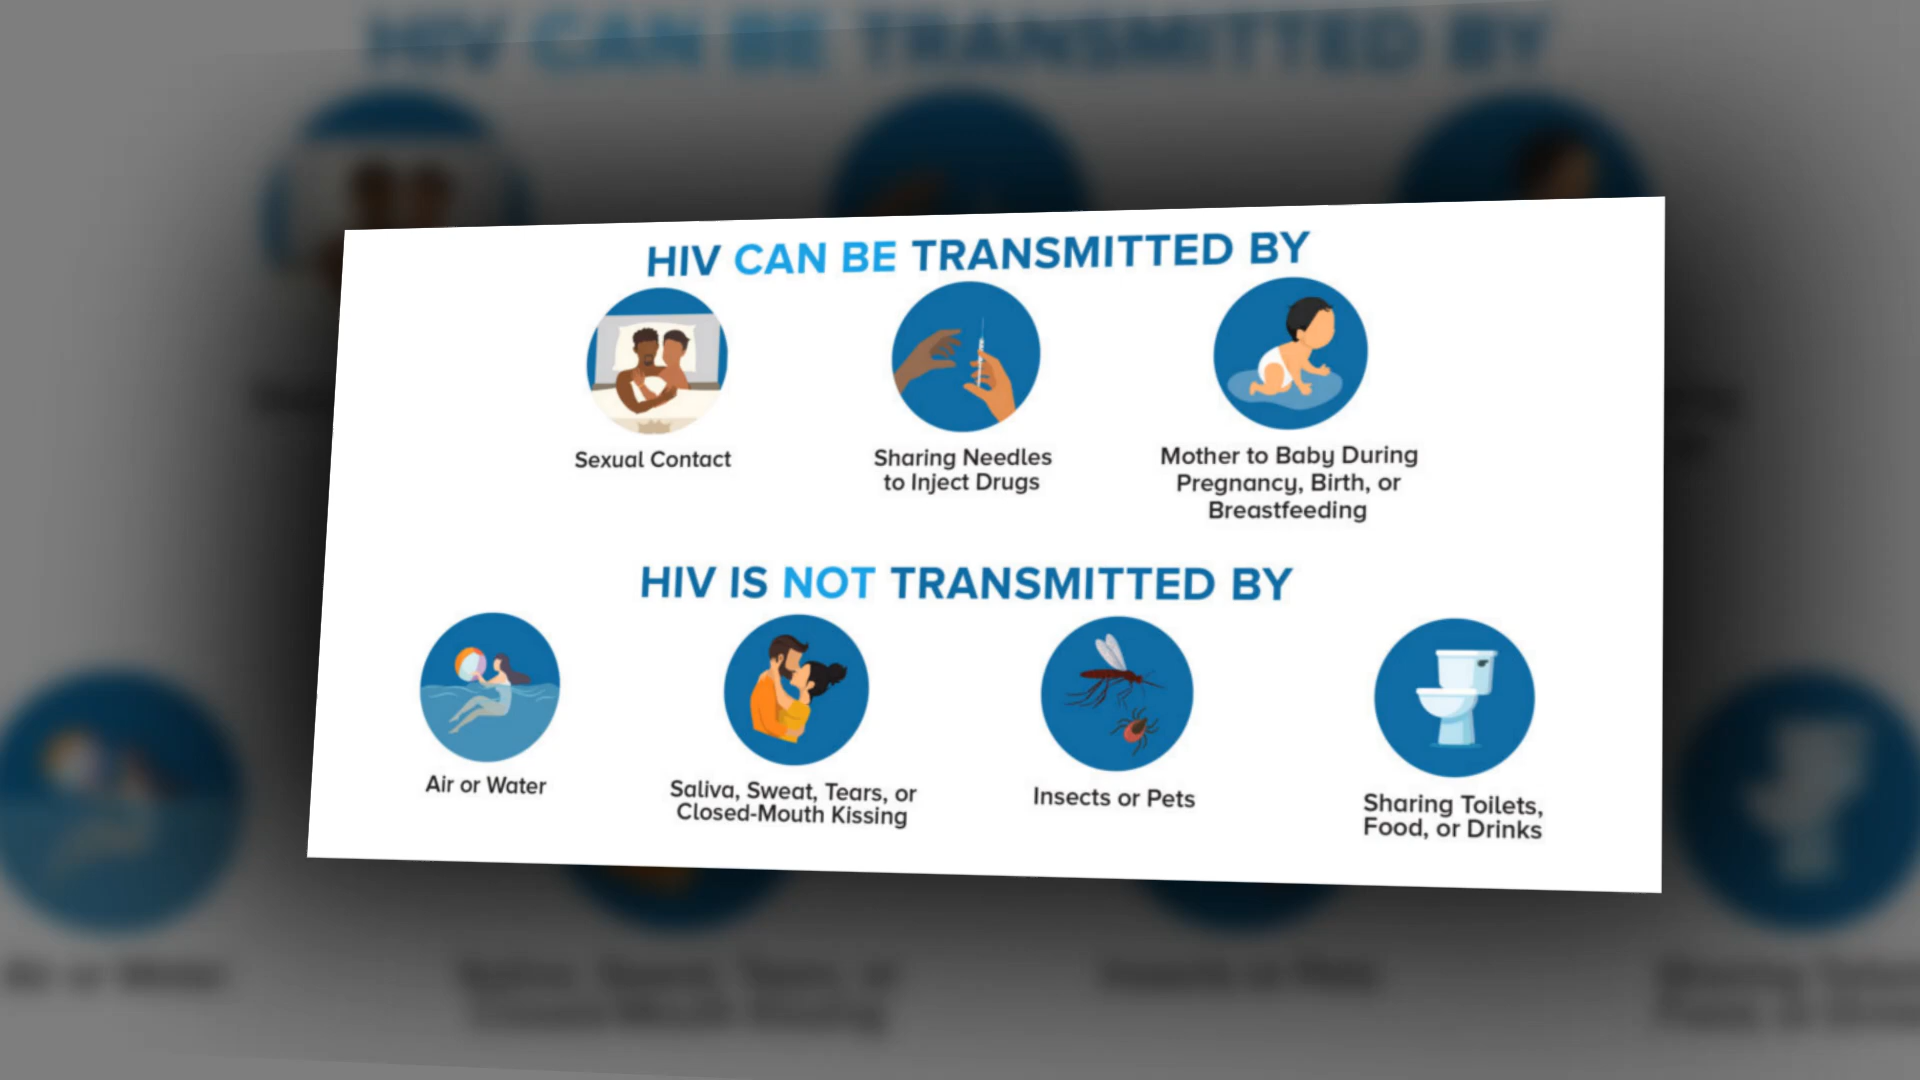 HIV CAN BE TRANSMITTED BY
Sexual Contact
Sharing Needles
to Inject Drugs
Mother to Baby During
Pregnancy, Birth, or
Breastfeeding
HIV IS NOT TRANSMITTED BY
Air or Water
Saliva, Sweat, Tears, or
Closed-Mouth Kissing
Insects or Pets
Sharing Toilets,
Food, or Drinks